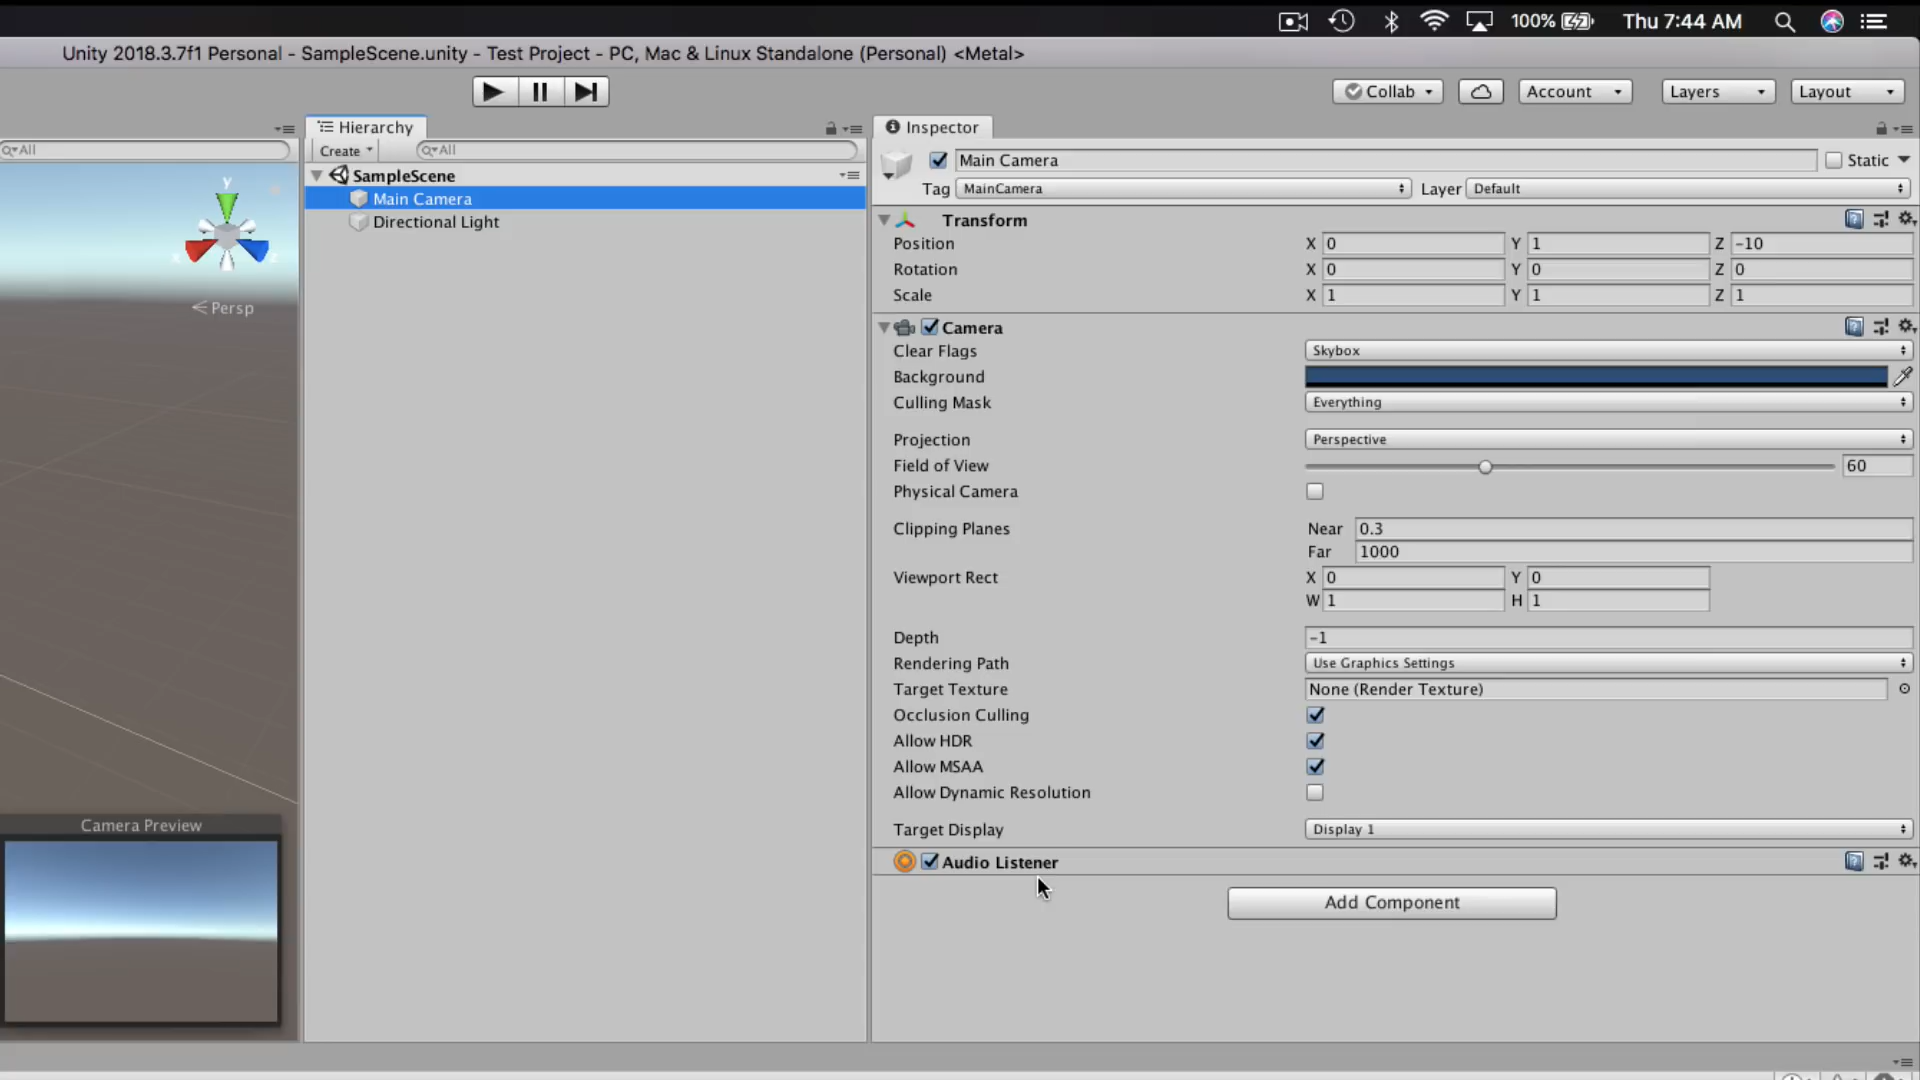 100% Thu 7:44 AM
Unity 2018.3.7f1 Personal - SampleScene.unity - Test Project - PC, Mac & Linux Standalone (Personal) <Metal>
Collab Account Layers Layout
Hierarchy
Inspector
All
Create All
SampleScene
Main Camera
Directional Light
y
x
z
Persp
Camera Preview
Main Camera Static
Tag MainCamera Layer Default
Transform
Position X 0 Y 1 Z -10
Rotation X 0 Y 0 Z 0
Scale X 1 Y 1 Z 1
Camera
Clear Flags Skybox
Background
Culling Mask Everything
Projection Perspective
Field of View 60
Physical Camera
Clipping Planes Near 0.3
Far 1000
Viewport Rect X 0 Y 0
W 1 H 1
Depth -1
Rendering Path Use Graphics Settings
Target Texture None (Render Texture)
Occlusion Culling
Allow HDR
Allow MSAA
Allow Dynamic Resolution
Target Display Display 1
Audio Listener
Add Component